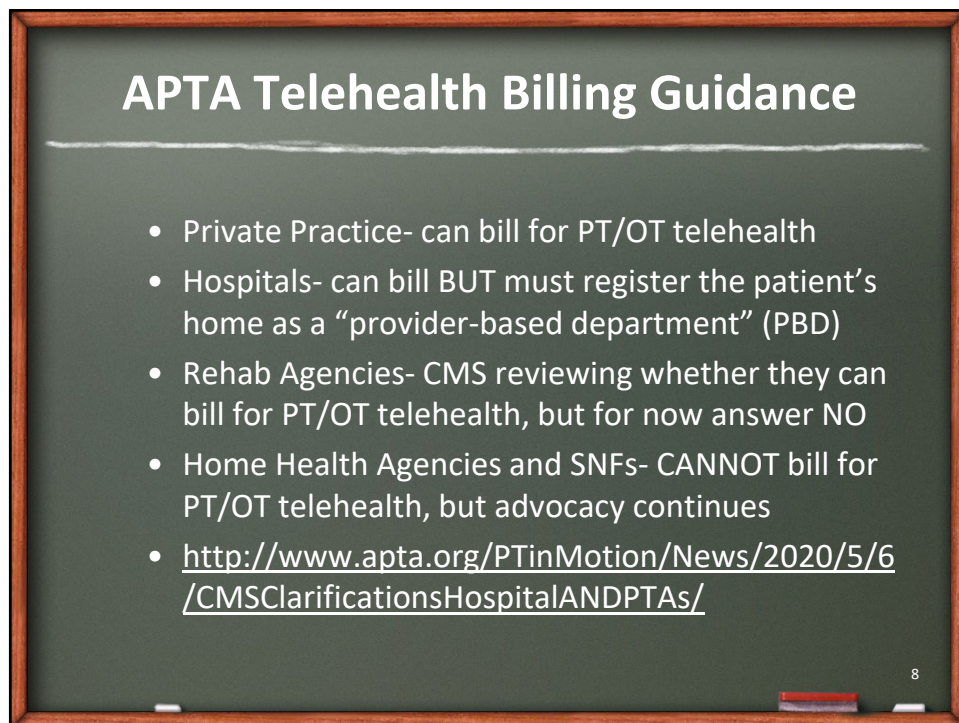 APTA Telehealth Billing Guidance
• Private Practice- can bill for PT/OT telehealth
• Hospitals- can bill BUT must register the patient’s
home as a “provider-based department” (PBD)
• Rehab Agencies- CMS reviewing whether they can
bill for PT/OT telehealth, but for now answer NO
• Home Health Agencies and SNFs- CANNOT bill for
PT/OT telehealth, but advocacy continues
• http://www.apta.org/PTinMotion/News/2020/5/6
/CMSClarificationsHospitalANDPTAs/
8